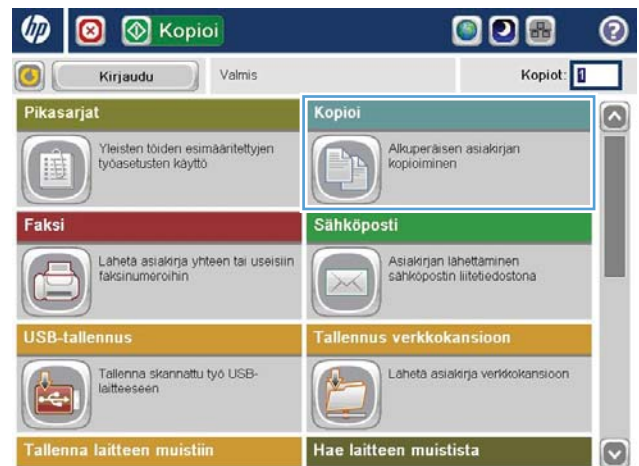 hp
Kopioi
?
Kirjaudu
Valmis
Kopiot: 1
Pikasarjat
Yleisten töiden esimääritettyjen
työasetusten käyttö
Kopioi
Alkuperäisen asiakirjan
kopioiminen
Faksi
Lähetä asiakirja yhteen tai useisiin
faksinumeroihin
Sähköposti
Asiakirjan lähettäminen
sähköpostin liitetiedostona
USB-tallennus
Tallenna skannattu työ USB-
laitteeseen
Tallennus verkkokansioon
Lähetä asiakirja verkkokansioon
Tallenna laitteen muistiin
Hae laitteen muistista